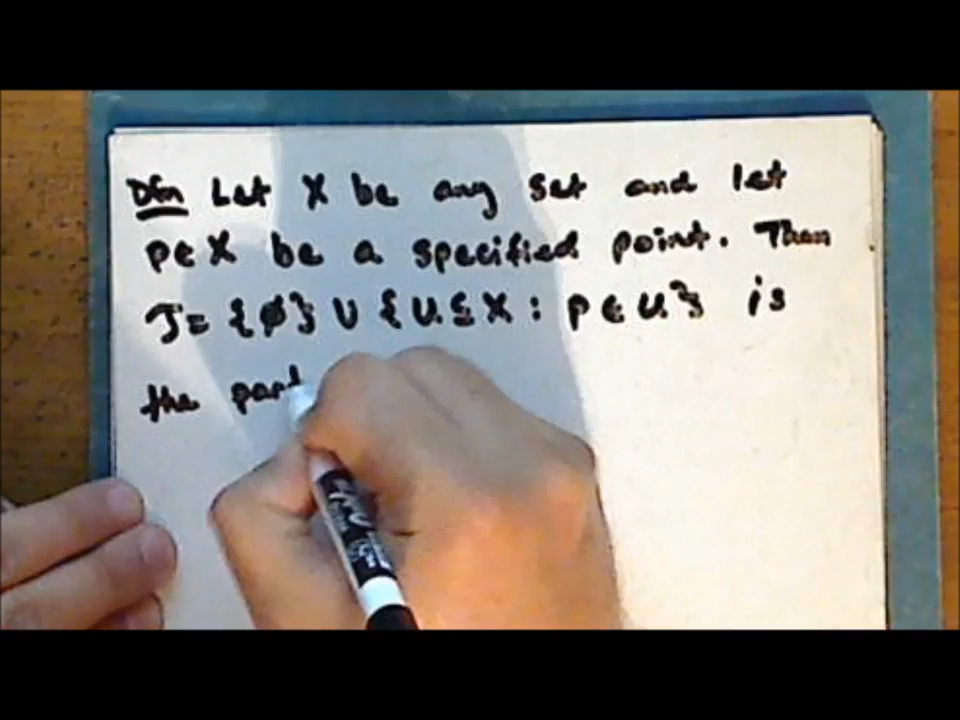 Dfn Let X be any set and let
p∈X be a specified point. Then
𝒯= {∅} ∪ {U⊆X : p∈U} is
the part